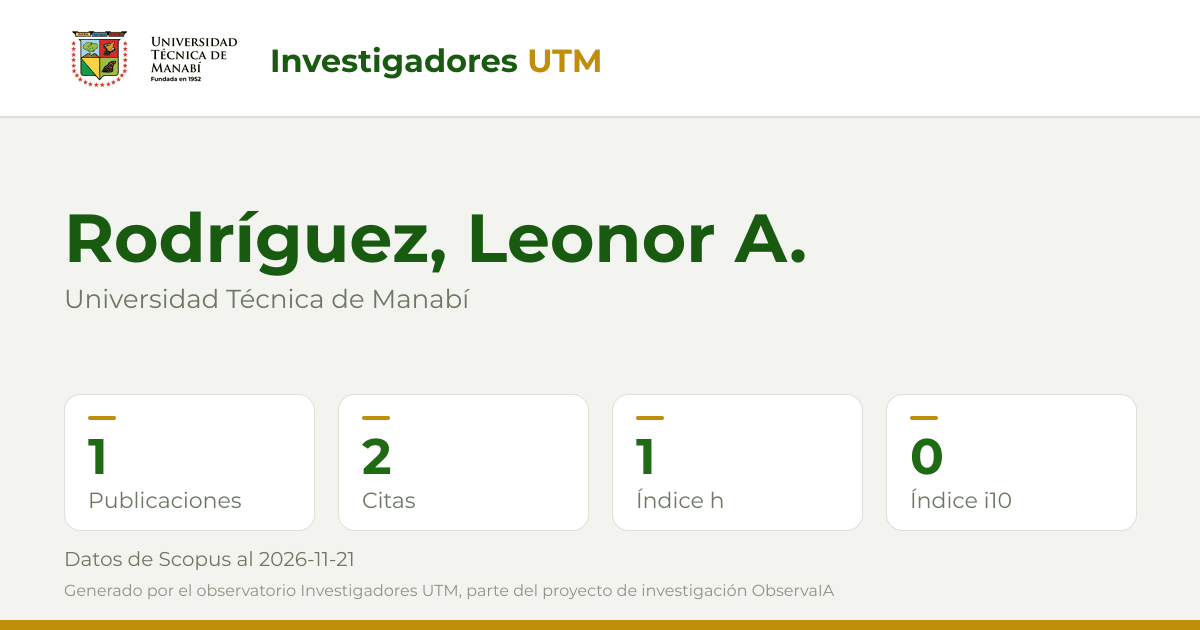 UNIVERSIDAD
TÉCNICA DE
MANABÍ
Fundada en 1952
Investigadores UTM
Rodríguez, Leonor A.
Universidad Técnica de Manabí
1
Publicaciones
2
Citas
1
Índice h
0
Índice i10
Datos de Scopus al 2026-11-21
Generado por el observatorio Investigadores UTM, parte del proyecto de investigación ObservaIA